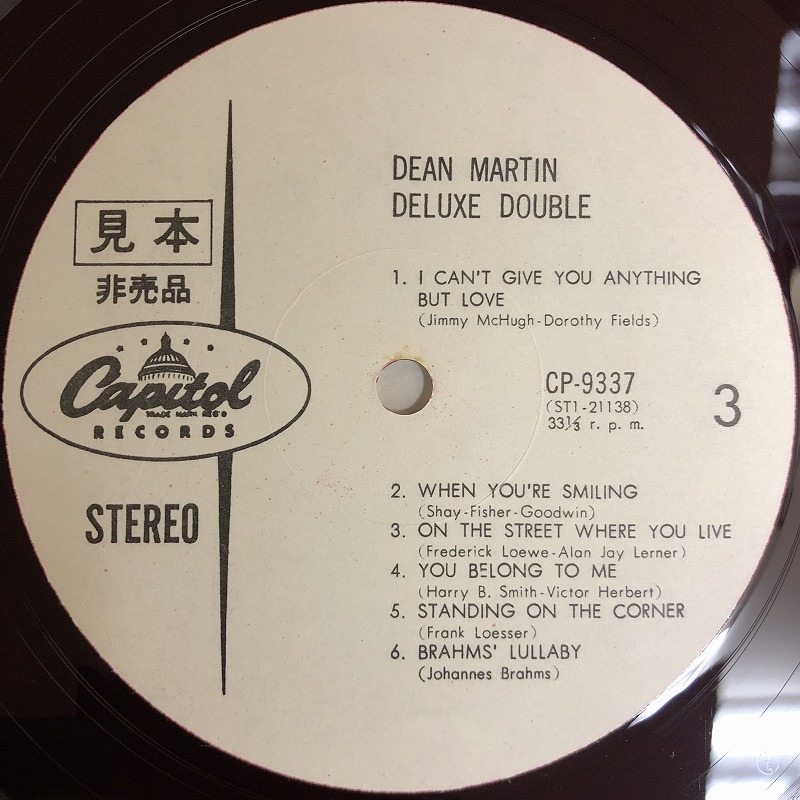 DEAN MARTIN
DELUXE DOUBLE
見本
非売品
Capitol
TRADE MARK REG'D
RECORDS
STEREO
1. I CAN'T GIVE YOU ANYTHING
BUT LOVE
(Jimmy McHugh-Dorothy Fields)
CP-9337
(ST1-21138)
33⅓ r. p. m.
3
2. WHEN YOU'RE SMILING
(Shay-Fisher-Goodwin)
3. ON THE STREET WHERE YOU LIVE
(Frederick Loewe-Alan Jay Lerner)
4. YOU BELONG TO ME
(Harry B. Smith-Victor Herbert)
5. STANDING ON THE CORNER
(Frank Loesser)
6. BRAHMS' LULLABY
(Johannes Brahms)